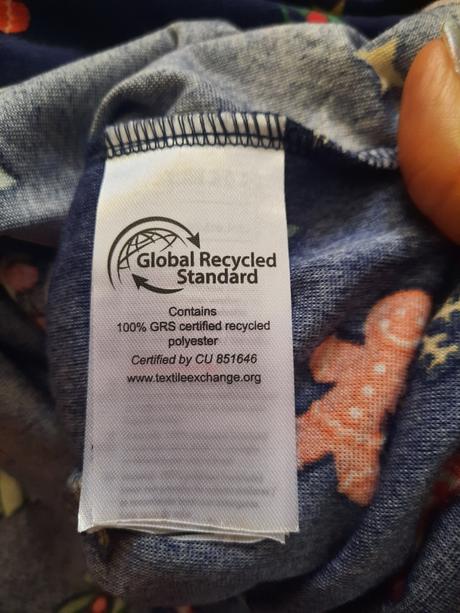 Global Recycled
Standard
Contains
100% GRS certified recycled
polyester
Certified by CU 851646
www.textileexchange.org